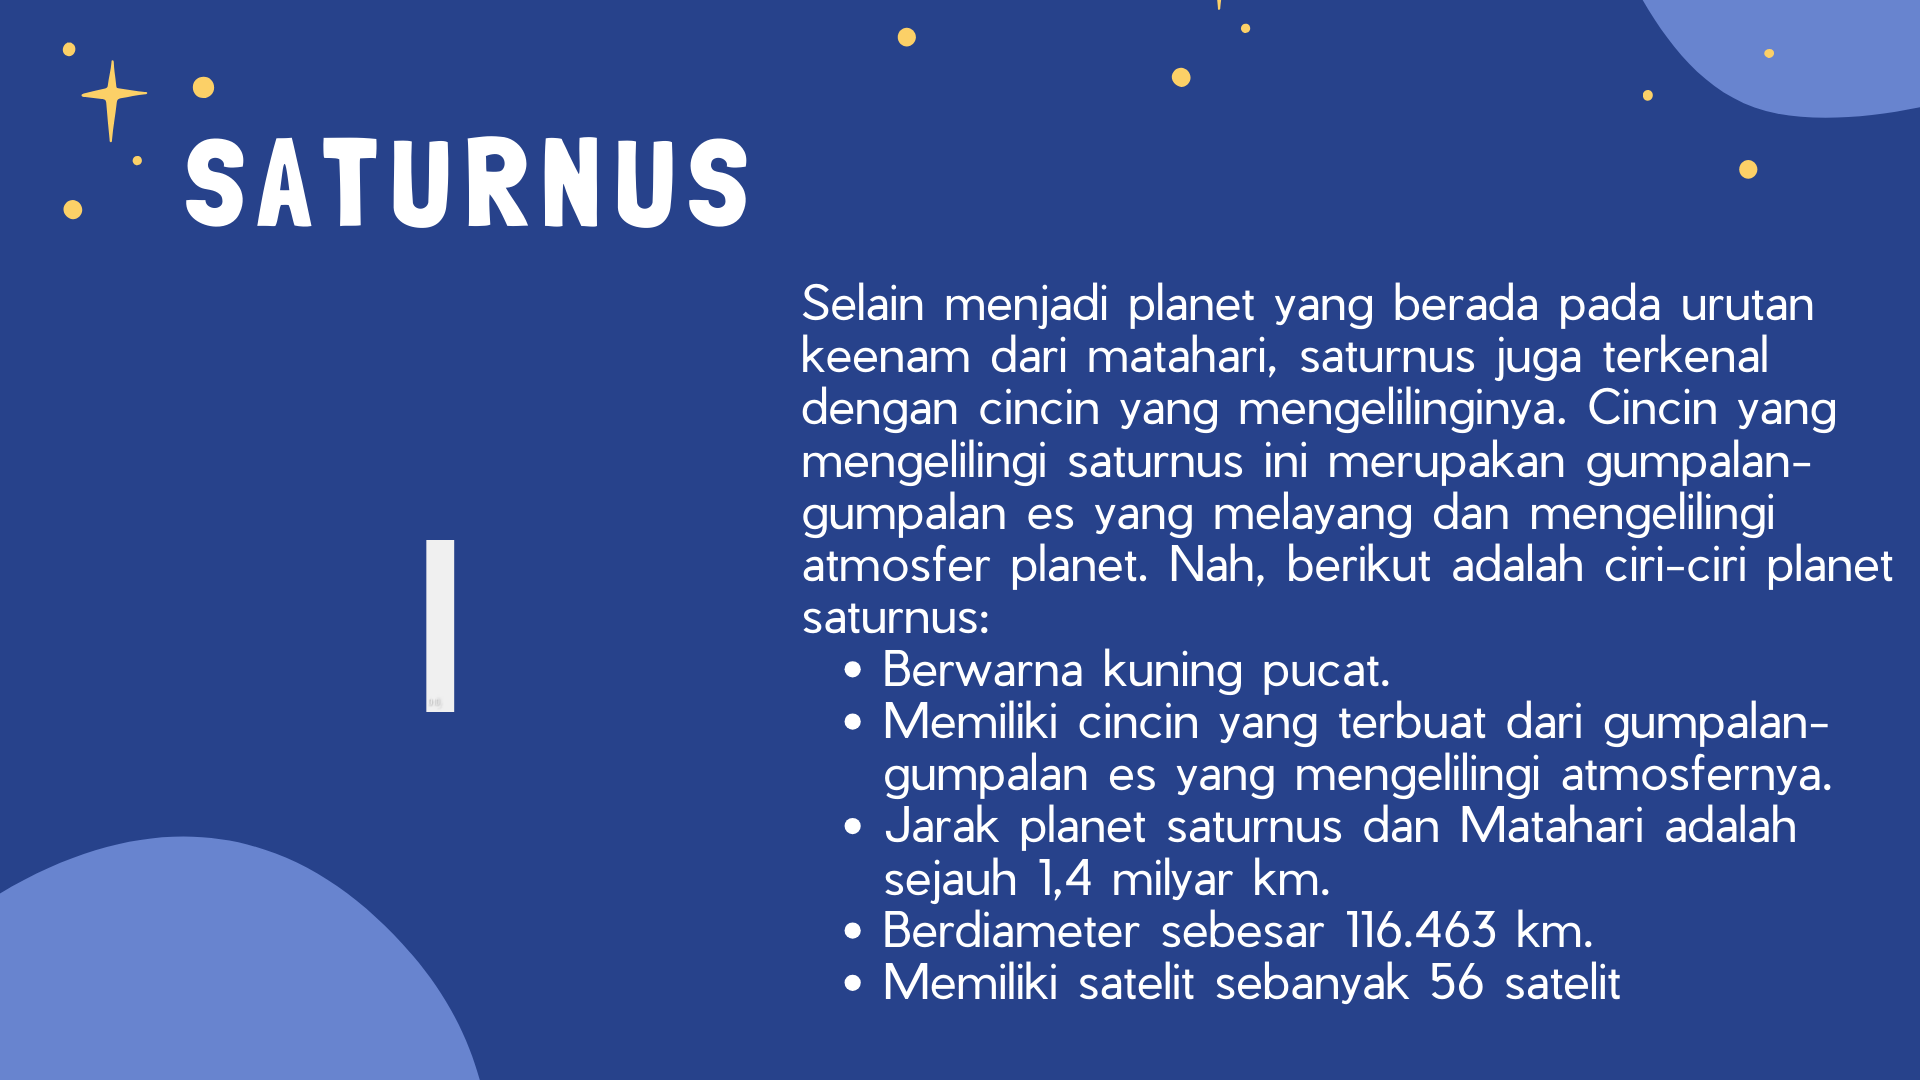 SATURNUS
Selain menjadi planet yang berada pada urutan
keenam dari matahari, saturnus juga terkenal
dengan cincin yang mengelilinginya. Cincin yang
mengelilingi saturnus ini merupakan gumpalan-
gumpalan es yang melayang dan mengelilingi
atmosfer planet. Nah, berikut adalah ciri-ciri planet
saturnus:
• Berwarna kuning pucat.
• Memiliki cincin yang terbuat dari gumpalan-
gumpalan es yang mengelilingi atmosfernya.
• Jarak planet saturnus dan Matahari adalah
sejauh 1,4 milyar km.
• Berdiameter sebesar 116.463 km.
• Memiliki satelit sebanyak 56 satelit